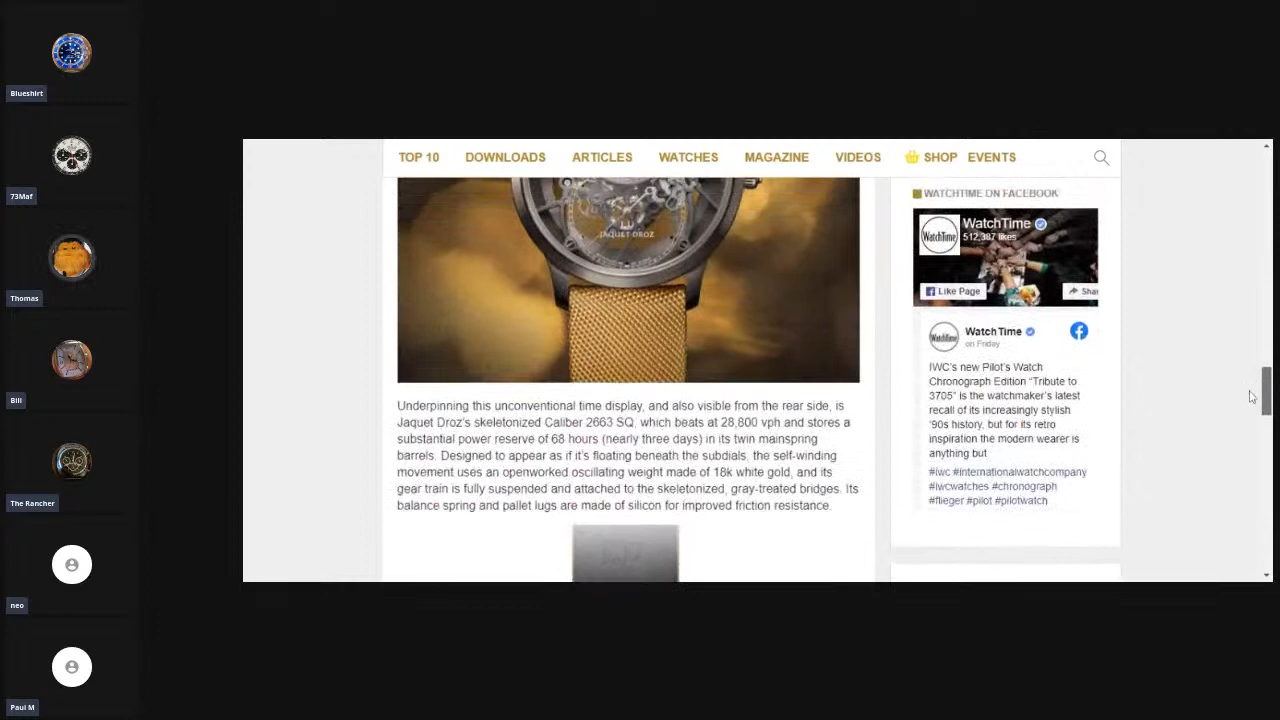 Blueshirt
73Maf
Thomas
Bill
The Rancher
neo
Paul M
TOP 10 DOWNLOADS ARTICLES WATCHES MAGAZINE VIDEOS SHOP EVENTS
JAQUET DROZ
Underpinning this unconventional time display, and also visible from the rear side, is
Jaquet Droz's skeletonized Caliber 2663 SQ, which beats at 28,800 vph and stores a
substantial power reserve of 68 hours (nearly three days) in its twin mainspring
barrels. Designed to appear as if it's floating beneath the subdials, the self-winding
movement uses an openworked oscillating weight made of 18k white gold, and its
gear train is fully suspended and attached to the skeletonized, gray-treated bridges. Its
balance spring and pallet lugs are made of silicon for improved friction resistance.
WATCHTIME ON FACEBOOK
WatchTime
WatchTime
512,387 likes
Like Page
Shar
WatchTime
WatchTime
on Friday
IWC's new Pilot's Watch
Chronograph Edition "Tribute to
3705" is the watchmaker's latest
recall of its increasingly stylish
'90s history, but for its retro
inspiration the modern wearer is
anything but
#iwc #internationalwatchcompany
#iwcwatches #chronograph
#flieger #pilot #pilotwatch